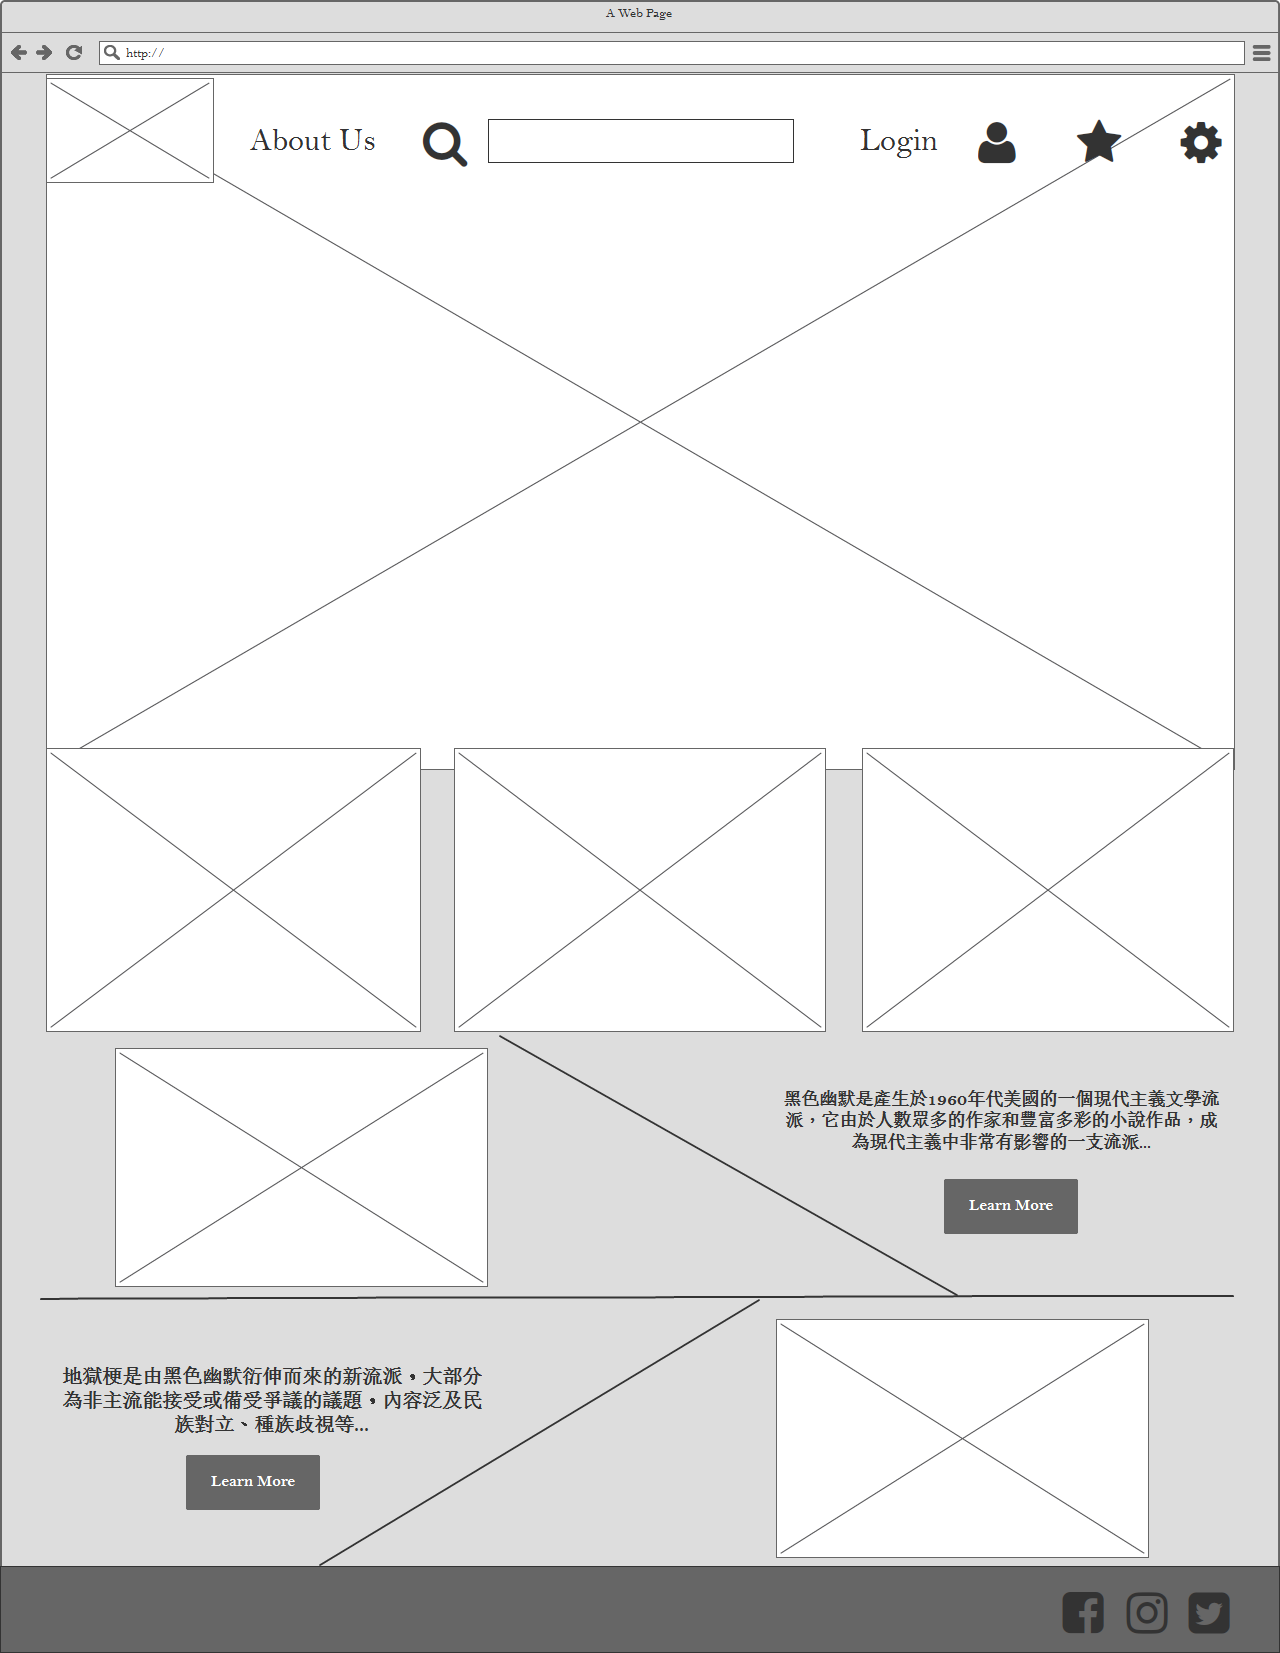 A Web Page
http://
About Us
Login
黑色幽默是產生於1960年代美國的一個現代主義文學流
派，它由於人數眾多的作家和豐富多彩的小說作品，成
為現代主義中非常有影響的一支流派...
Learn More
地獄梗是由黑色幽默衍伸而來的新流派，大部分
為非主流能接受或備受爭議的議題，內容泛及民
族對立、種族歧視等...
Learn More